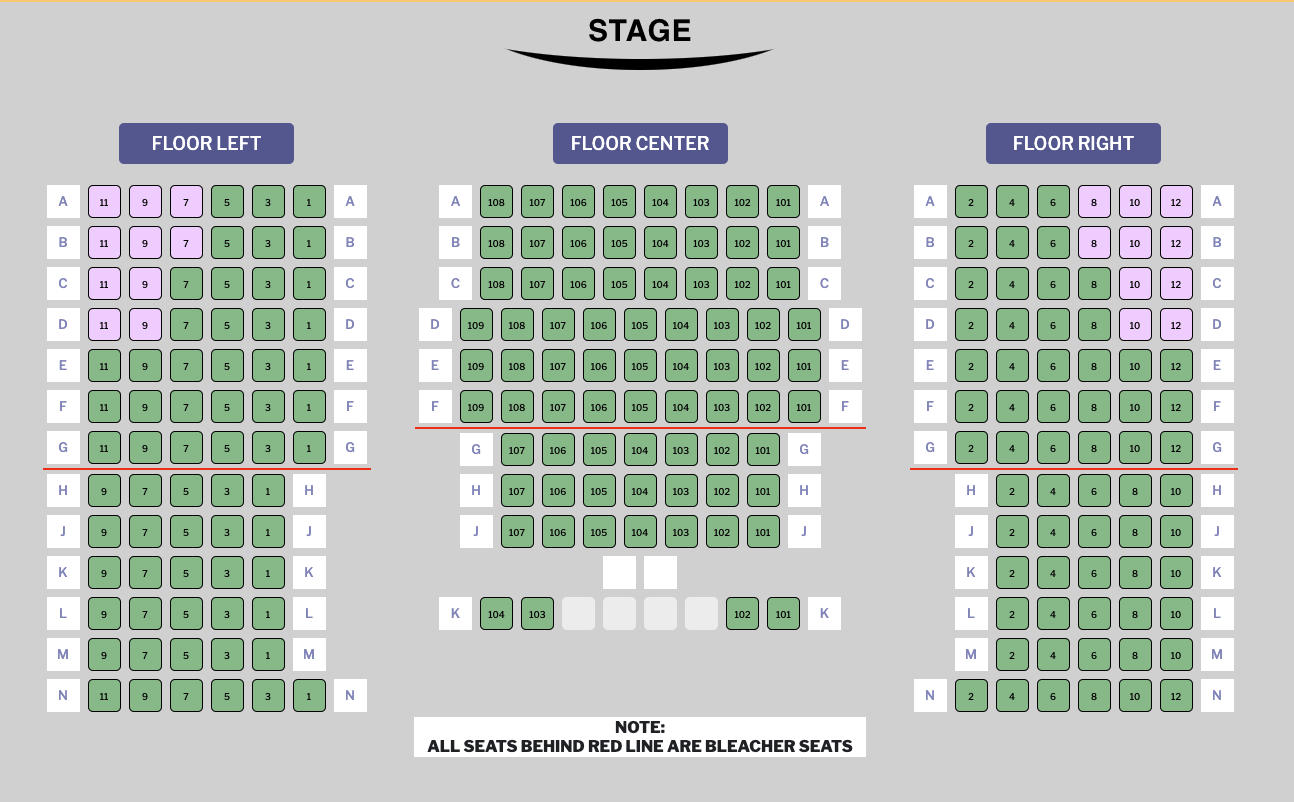 STAGE
FLOOR LEFT FLOOR CENTER FLOOR RIGHT
A 11 9 7 5 3 1 A A 108 107 106 105 104 103 102 101 A A 2 4 6 8 10 12 A
B 11 9 7 5 3 1 B B 108 107 106 105 104 103 102 101 B B 2 4 6 8 10 12 B
C 11 9 7 5 3 1 C C 108 107 106 105 104 103 102 101 C C 2 4 6 8 10 12 C
D 11 9 7 5 3 1 D D 109 108 107 106 105 104 103 102 101 D D 2 4 6 8 10 12 D
E 11 9 7 5 3 1 E E 109 108 107 106 105 104 103 102 101 E E 2 4 6 8 10 12 E
F 11 9 7 5 3 1 F F 109 108 107 106 105 104 103 102 101 F F 2 4 6 8 10 12 F
G 11 9 7 5 3 1 G G 107 106 105 104 103 102 101 G G 2 4 6 8 10 12 G
H 9 7 5 3 1 H H 107 106 105 104 103 102 101 H H 2 4 6 8 10 H
J 9 7 5 3 1 J J 107 106 105 104 103 102 101 J J 2 4 6 8 10 J
K 9 7 5 3 1 K K 2 4 6 8 10 K
L 9 7 5 3 1 L K 104 103 102 101 K L 2 4 6 8 10 L
M 9 7 5 3 1 M M 2 4 6 8 10 M
N 11 9 7 5 3 1 N N 2 4 6 8 10 12 N
NOTE:
ALL SEATS BEHIND RED LINE ARE BLEACHER SEATS